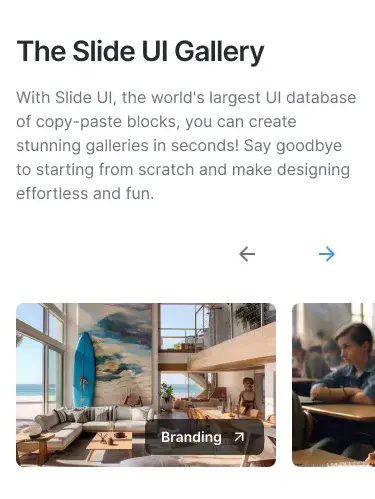 The Slide UI Gallery
With Slide UI, the world's largest UI database
of copy-paste blocks, you can create
stunning galleries in seconds! Say goodbye
to starting from scratch and make designing
effortless and fun.
Branding